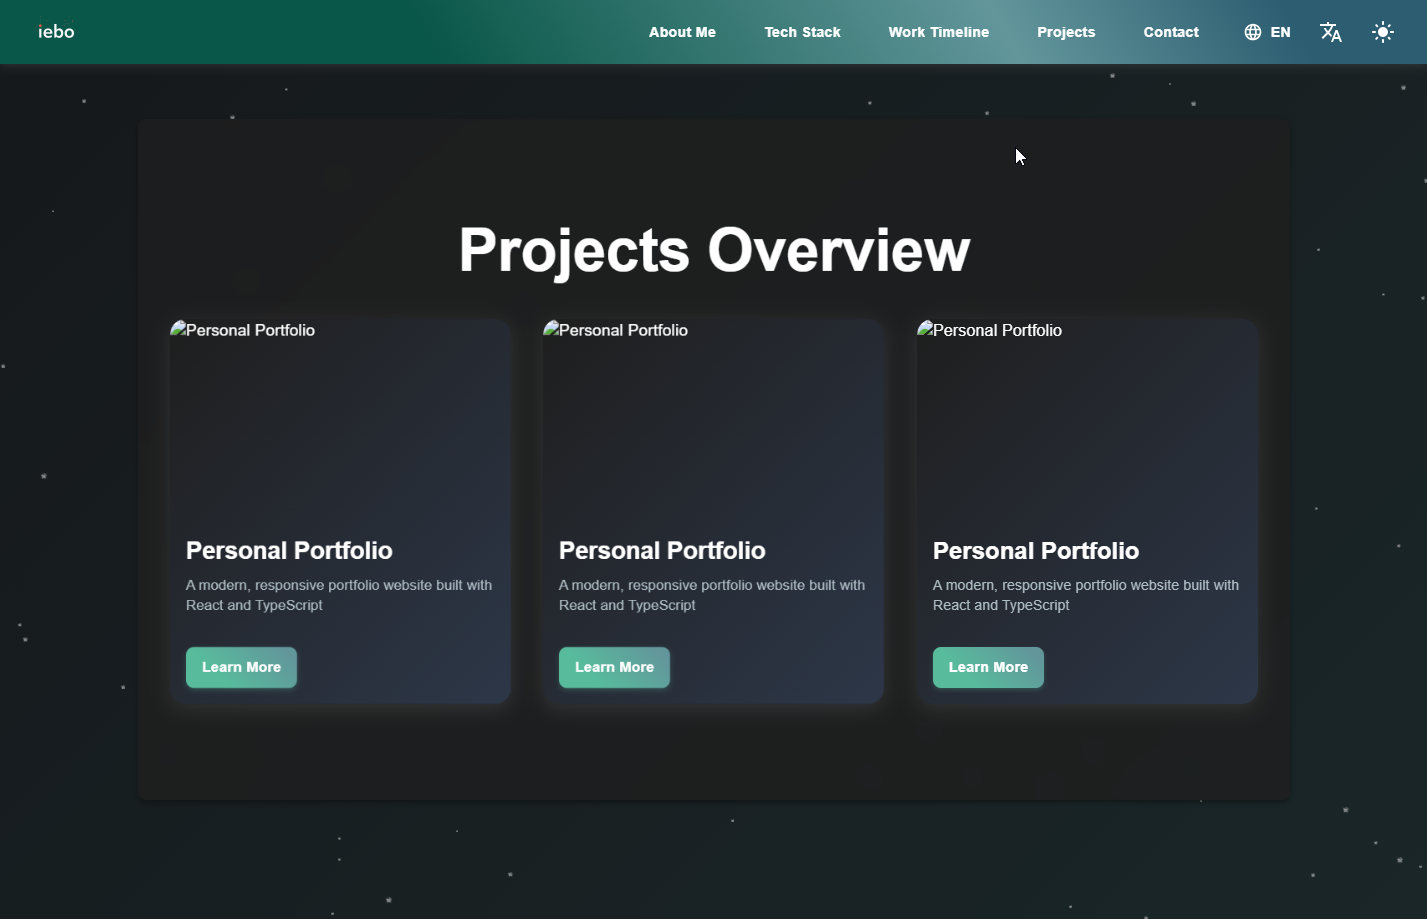 iebo
About Me
Tech Stack
Work Timeline
Projects
Contact
EN
Projects Overview
Personal Portfolio
Personal Portfolio
A modern, responsive portfolio website built with
React and TypeScript
Learn More
Personal Portfolio
Personal Portfolio
A modern, responsive portfolio website built with
React and TypeScript
Learn More
Personal Portfolio
Personal Portfolio
A modern, responsive portfolio website built with
React and TypeScript
Learn More